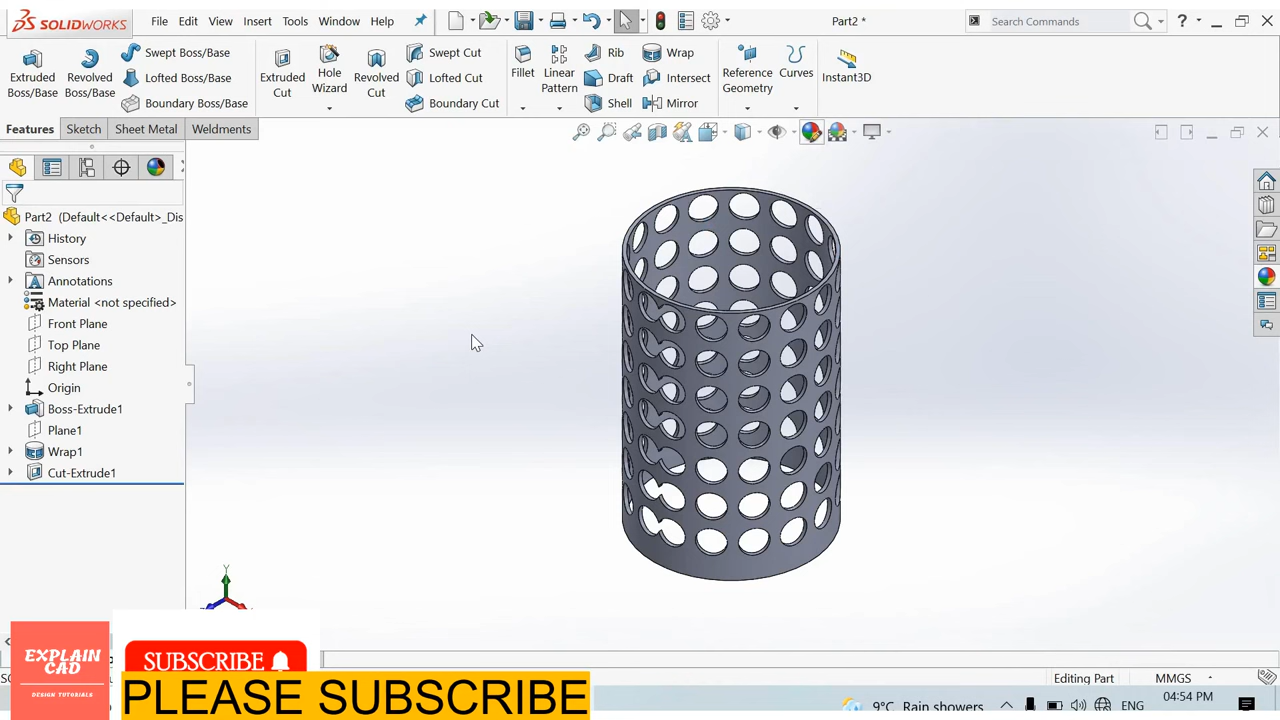 SOLIDWORKS
File Edit View Insert Tools Window Help
Part2 *
Search Commands
?
Extruded Boss/Base
Revolved Boss/Base
Swept Boss/Base
Lofted Boss/Base
Boundary Boss/Base
Extruded Cut
Hole Wizard
Revolved Cut
Swept Cut
Lofted Cut
Boundary Cut
Fillet
Linear Pattern
Rib
Draft
Shell
Wrap
Intersect
Mirror
Reference Geometry
Curves
Instant3D
Features Sketch Sheet Metal Weldments
Part2 (Default<<Default>_Dis
History
Sensors
Annotations
Material <not specified>
Front Plane
Top Plane
Right Plane
Origin
Boss-Extrude1
Plane1
Wrap1
Cut-Extrude1
Y
EXPLAIN
CAD
DESIGN TUTORIALS
SUBSCRIBE
PLEASE SUBSCRIBE
Editing Part MMGS
9°C Rain showers
ENG
04:54 PM